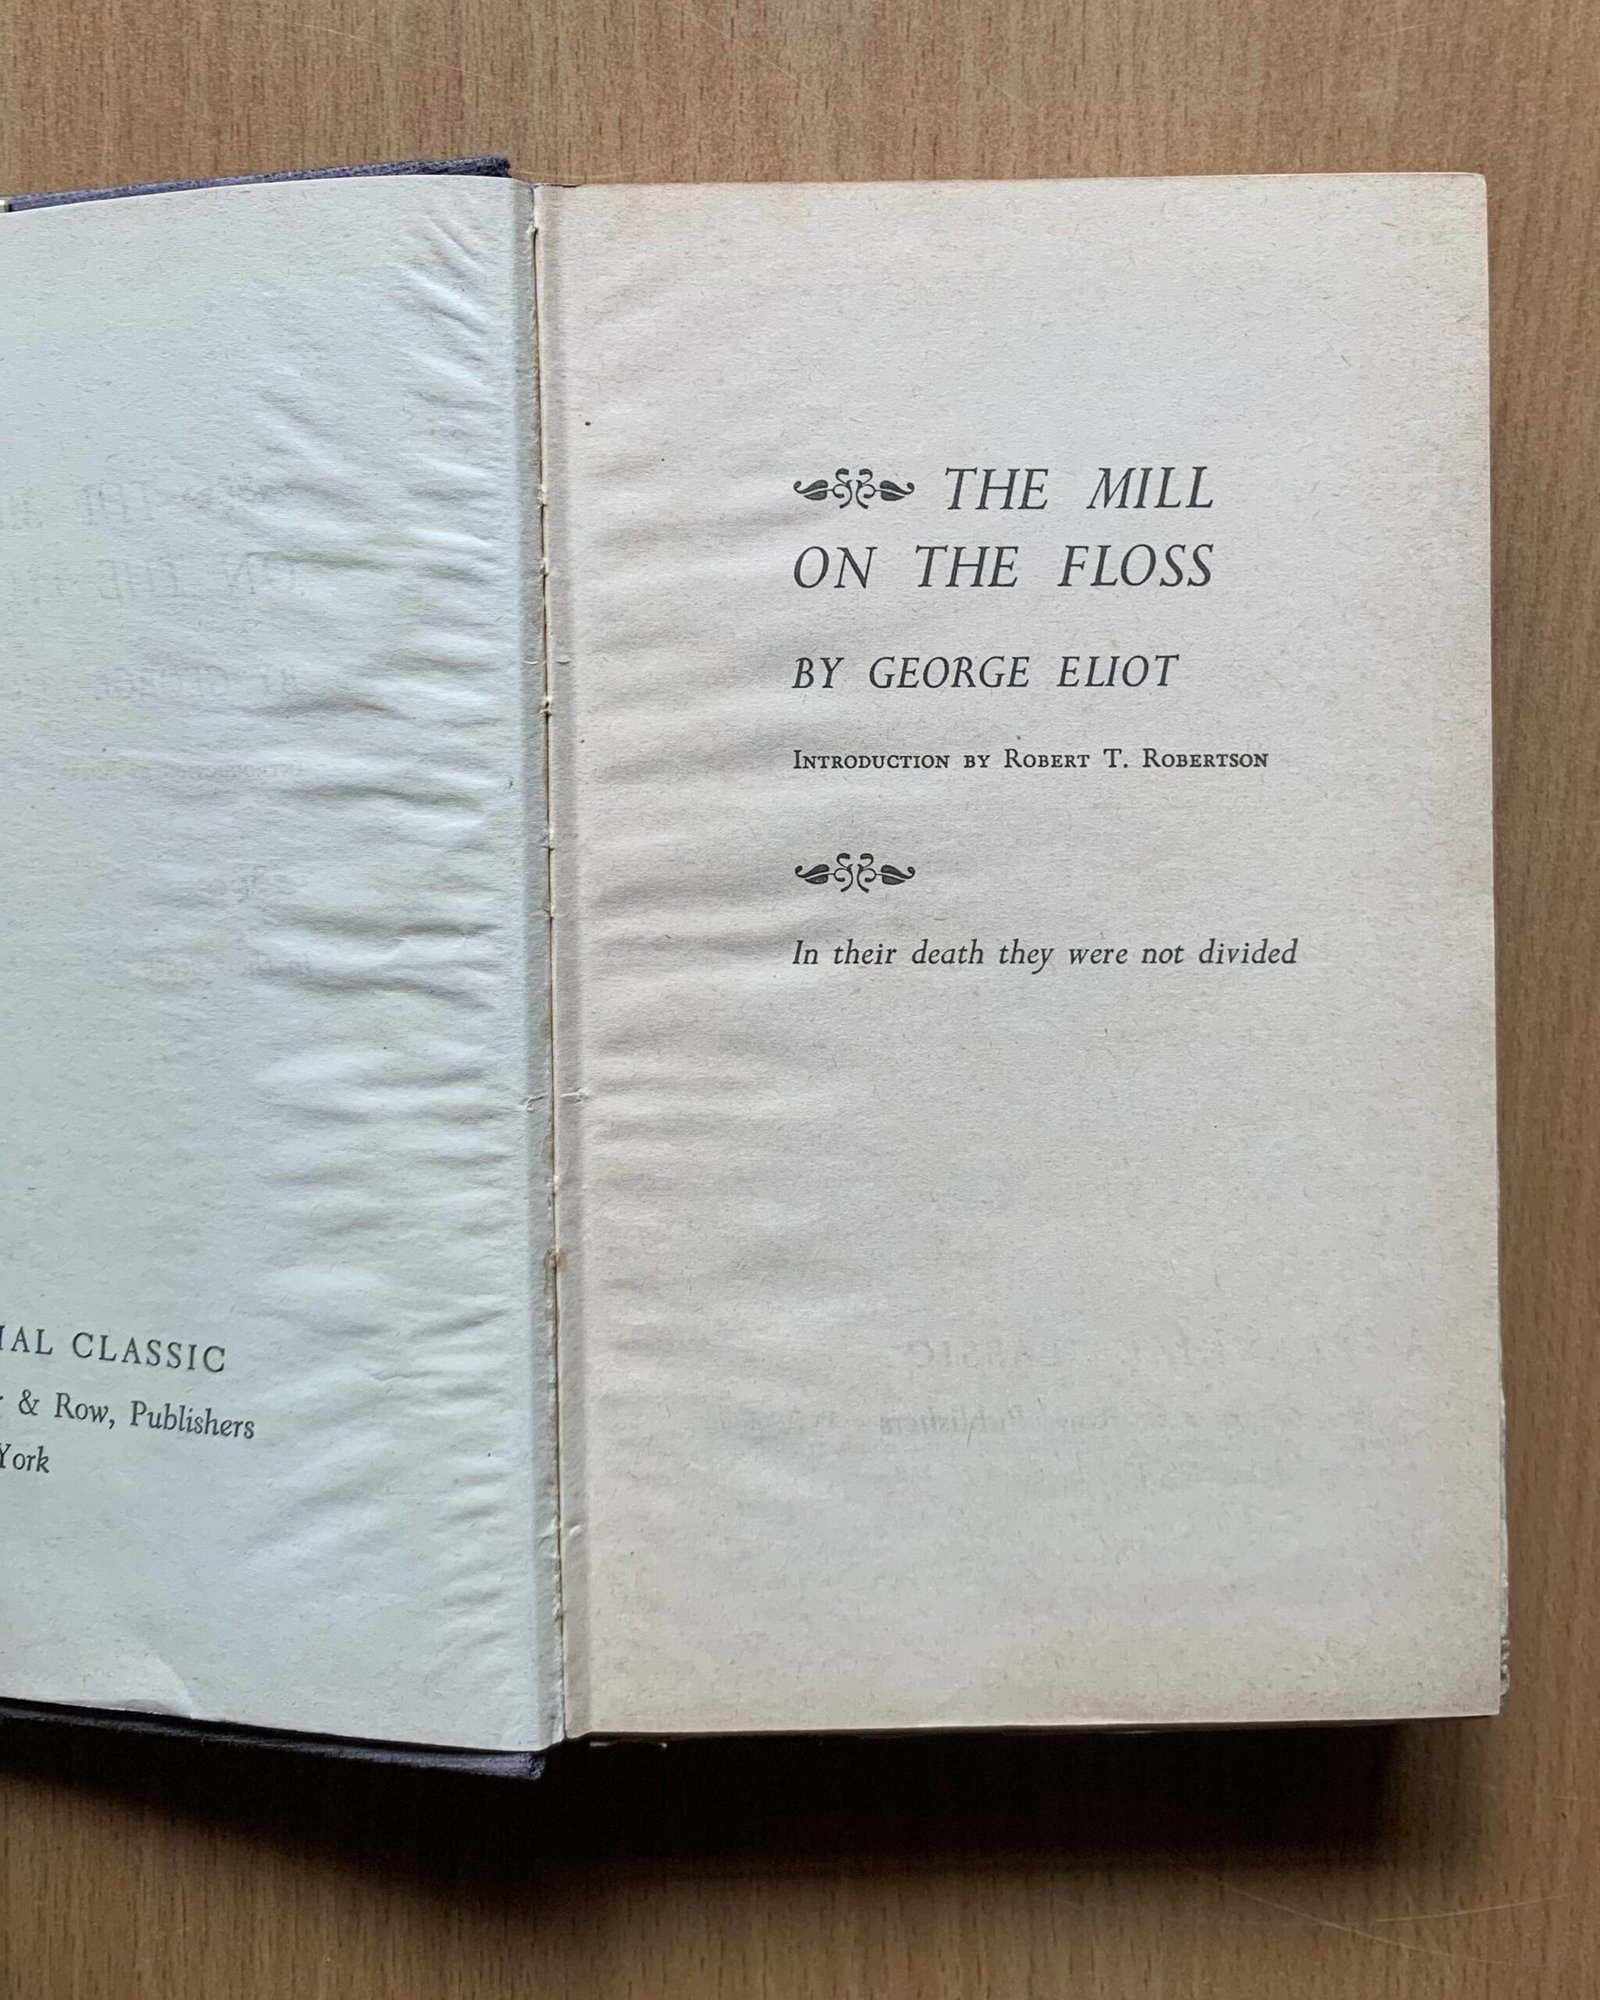 IAL CLASSIC
& Row, Publishers
York
THE MILL
ON THE FLOSS
BY GEORGE ELIOT
Introduction by Robert T. Robertson
In their death they were not divided